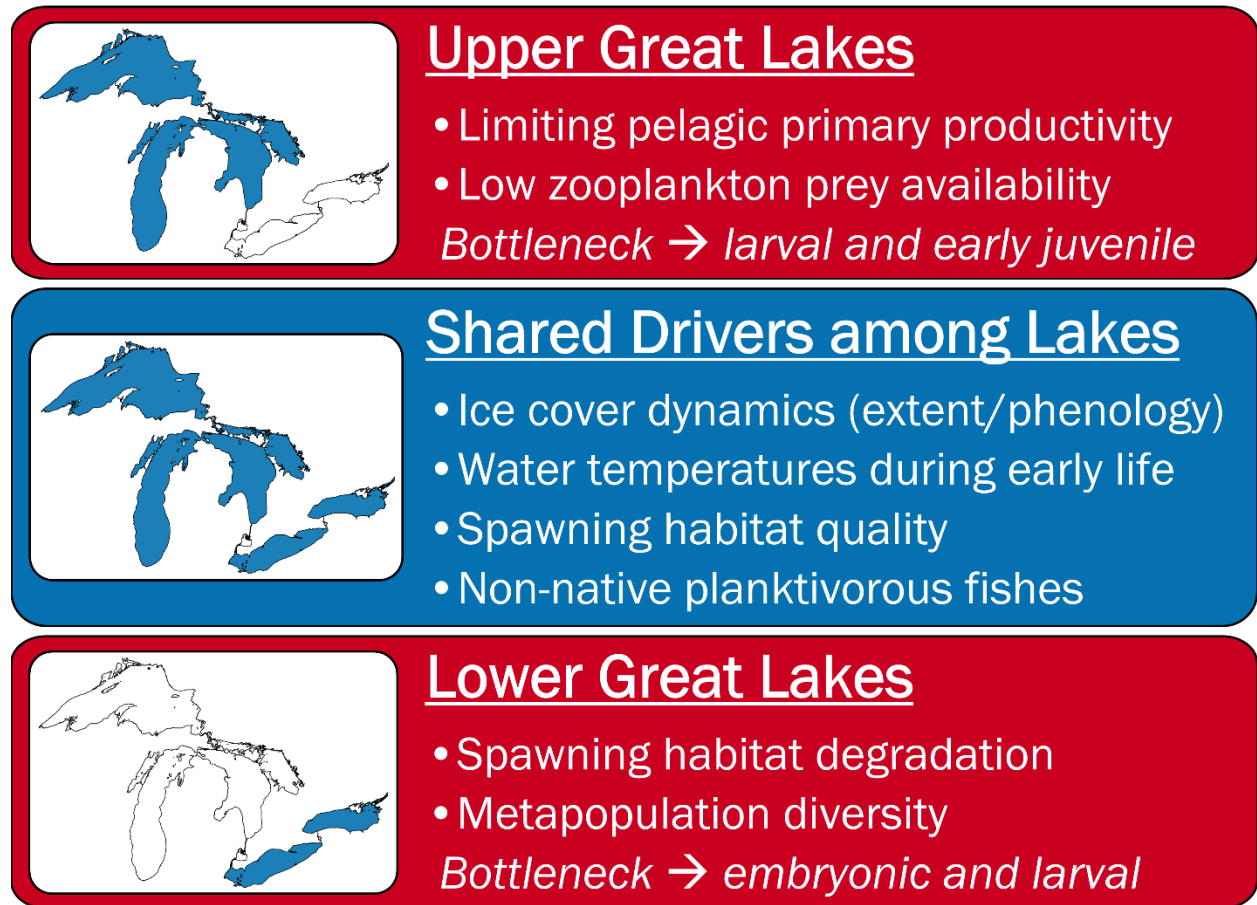 Upper Great Lakes
• Limiting pelagic primary productivity
• Low zooplankton prey availability
Bottleneck → larval and early juvenile
Shared Drivers among Lakes
• Ice cover dynamics (extent/phenology)
• Water temperatures during early life
• Spawning habitat quality
• Non-native planktivorous fishes
Lower Great Lakes
• Spawning habitat degradation
• Metapopulation diversity
Bottleneck → embryonic and larval